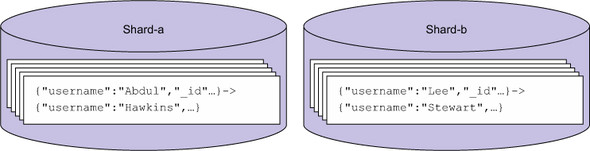 Shard-a
{"username":"Abdul","_id"…}->
{"username":"Hawkins",…}
Shard-b
{"username":"Lee","_id"…}->
{"username":"Stewart",…}